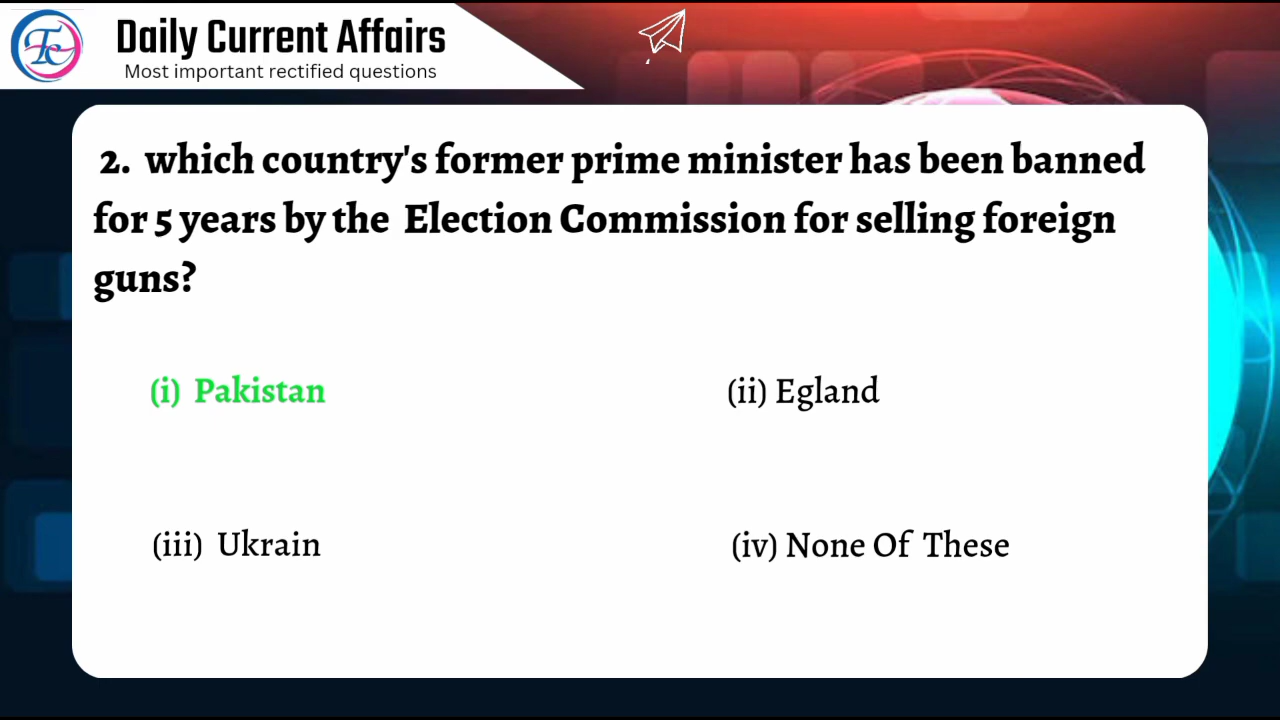 Daily Current Affairs
Most important rectified questions
2. which country's former prime minister has been banned
for 5 years by the Election Commission for selling foreign
guns?
(i) Pakistan
(ii) Egland
(iii) Ukrain
(iv) None Of These